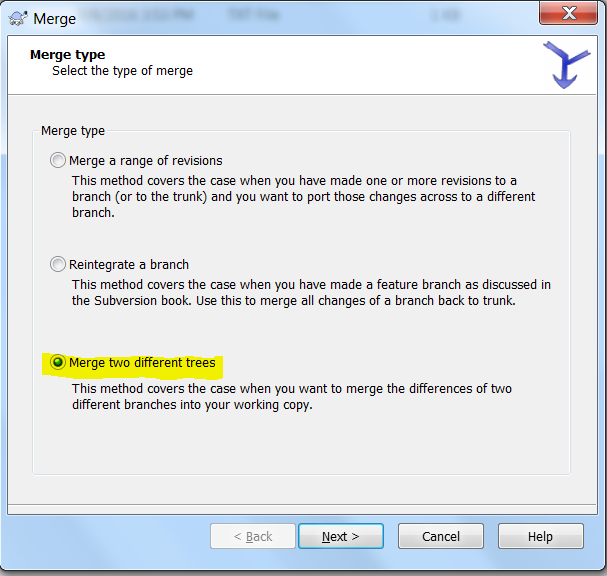 Merge
TXT File
1 KB
Merge type
Select the type of merge
Merge type
Merge a range of revisions
This method covers the case when you have made one or more revisions to a
branch (or to the trunk) and you want to port those changes across to a different
branch.
Reintegrate a branch
This method covers the case when you have made a feature branch as discussed in
the Subversion book. Use this to merge all changes of a branch back to trunk.
Merge two different trees
This method covers the case when you want to merge the differences of two
different branches into your working copy.
< Back
Next >
Cancel
Help